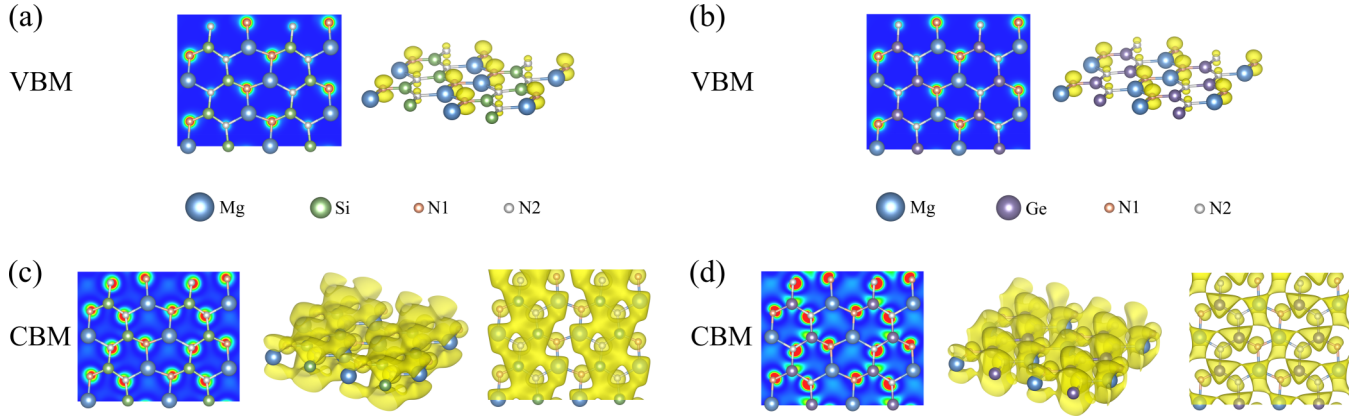 (a)
VBM
(b)
VBM
Mg Si N1 N2
Mg Ge N1 N2
(c)
CBM
(d)
CBM